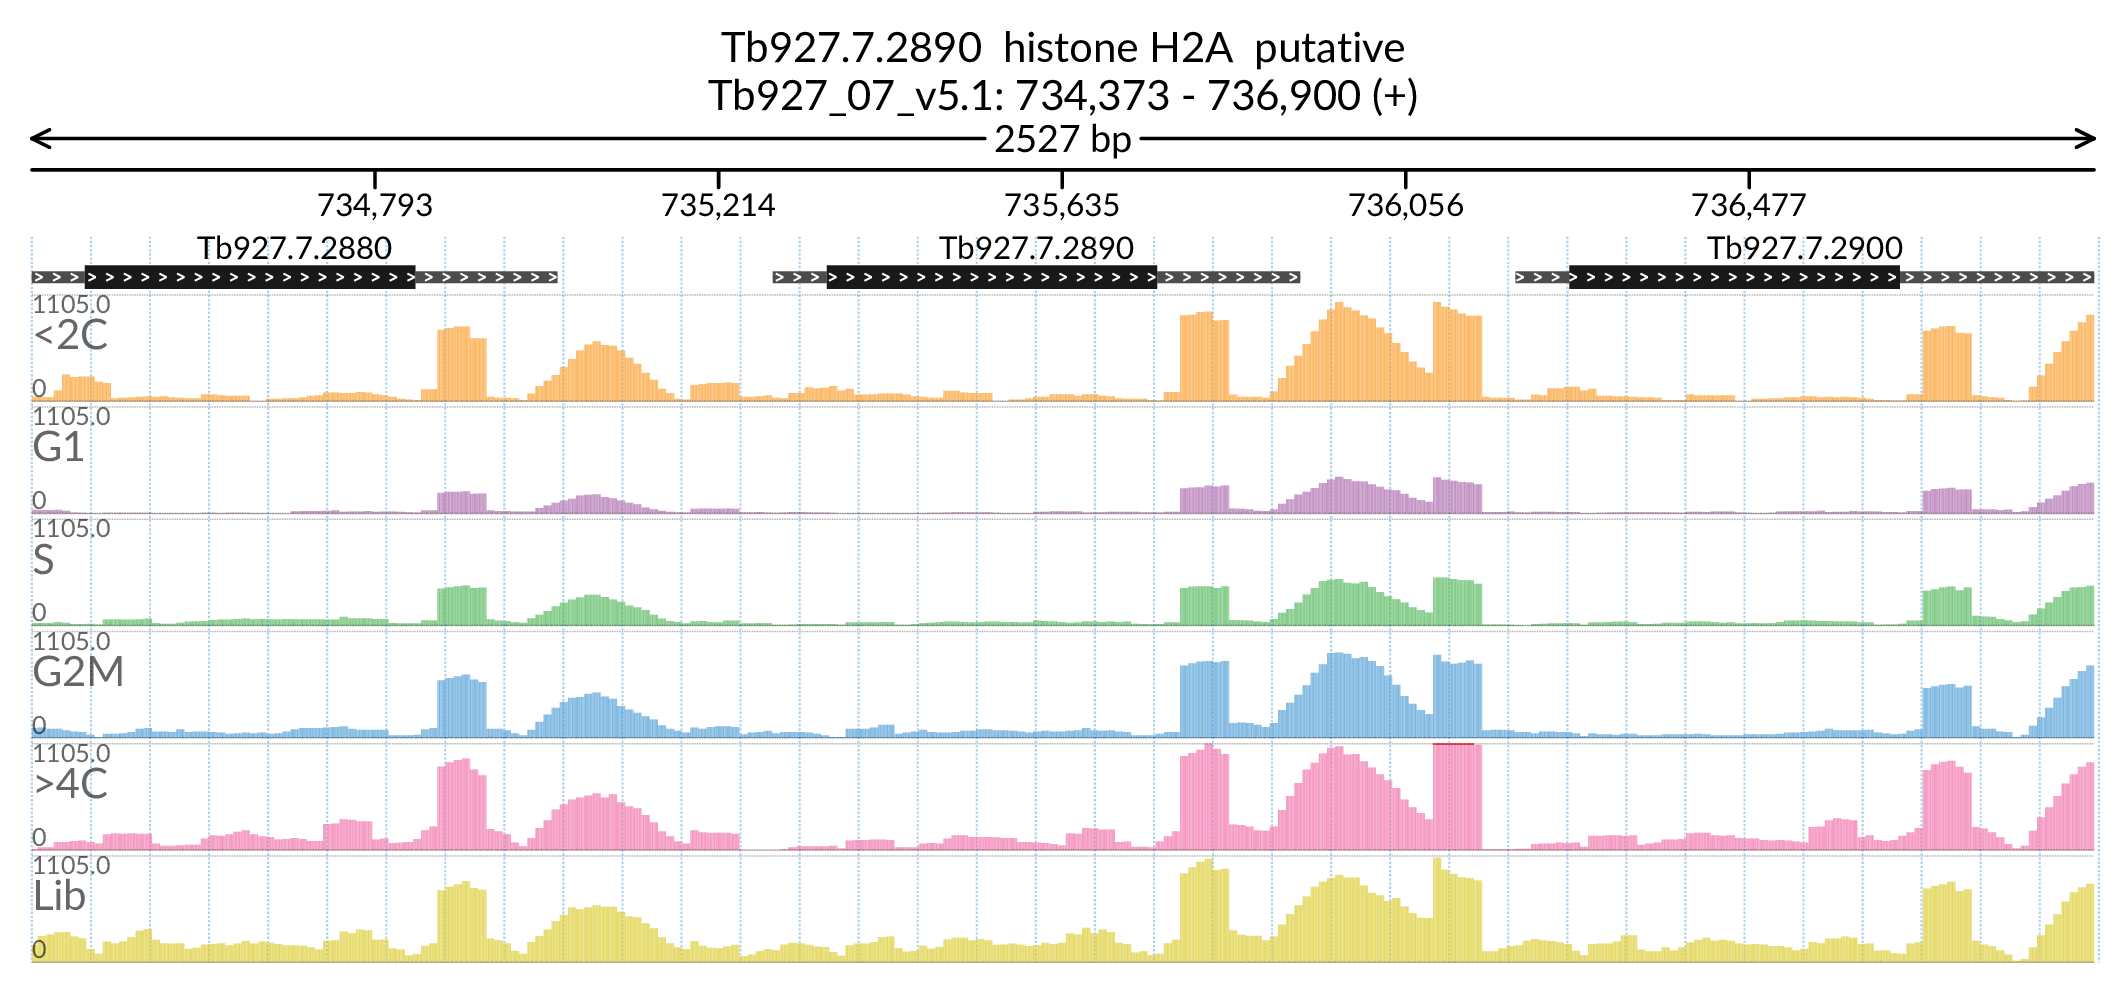 Tb927.7.2890 histone H2A putative
Tb927_07_v5.1: 734,373 - 736,900 (+)
2527 bp
734,793 735,214 735,635 736,056 736,477
Tb927.7.2880 Tb927.7.2890 Tb927.7.2900
1105.0
<2C
0
1105.0
G1
0
1105.0
S
0
1105.0
G2M
0
1105.0
>4C
0
1105.0
Lib
0